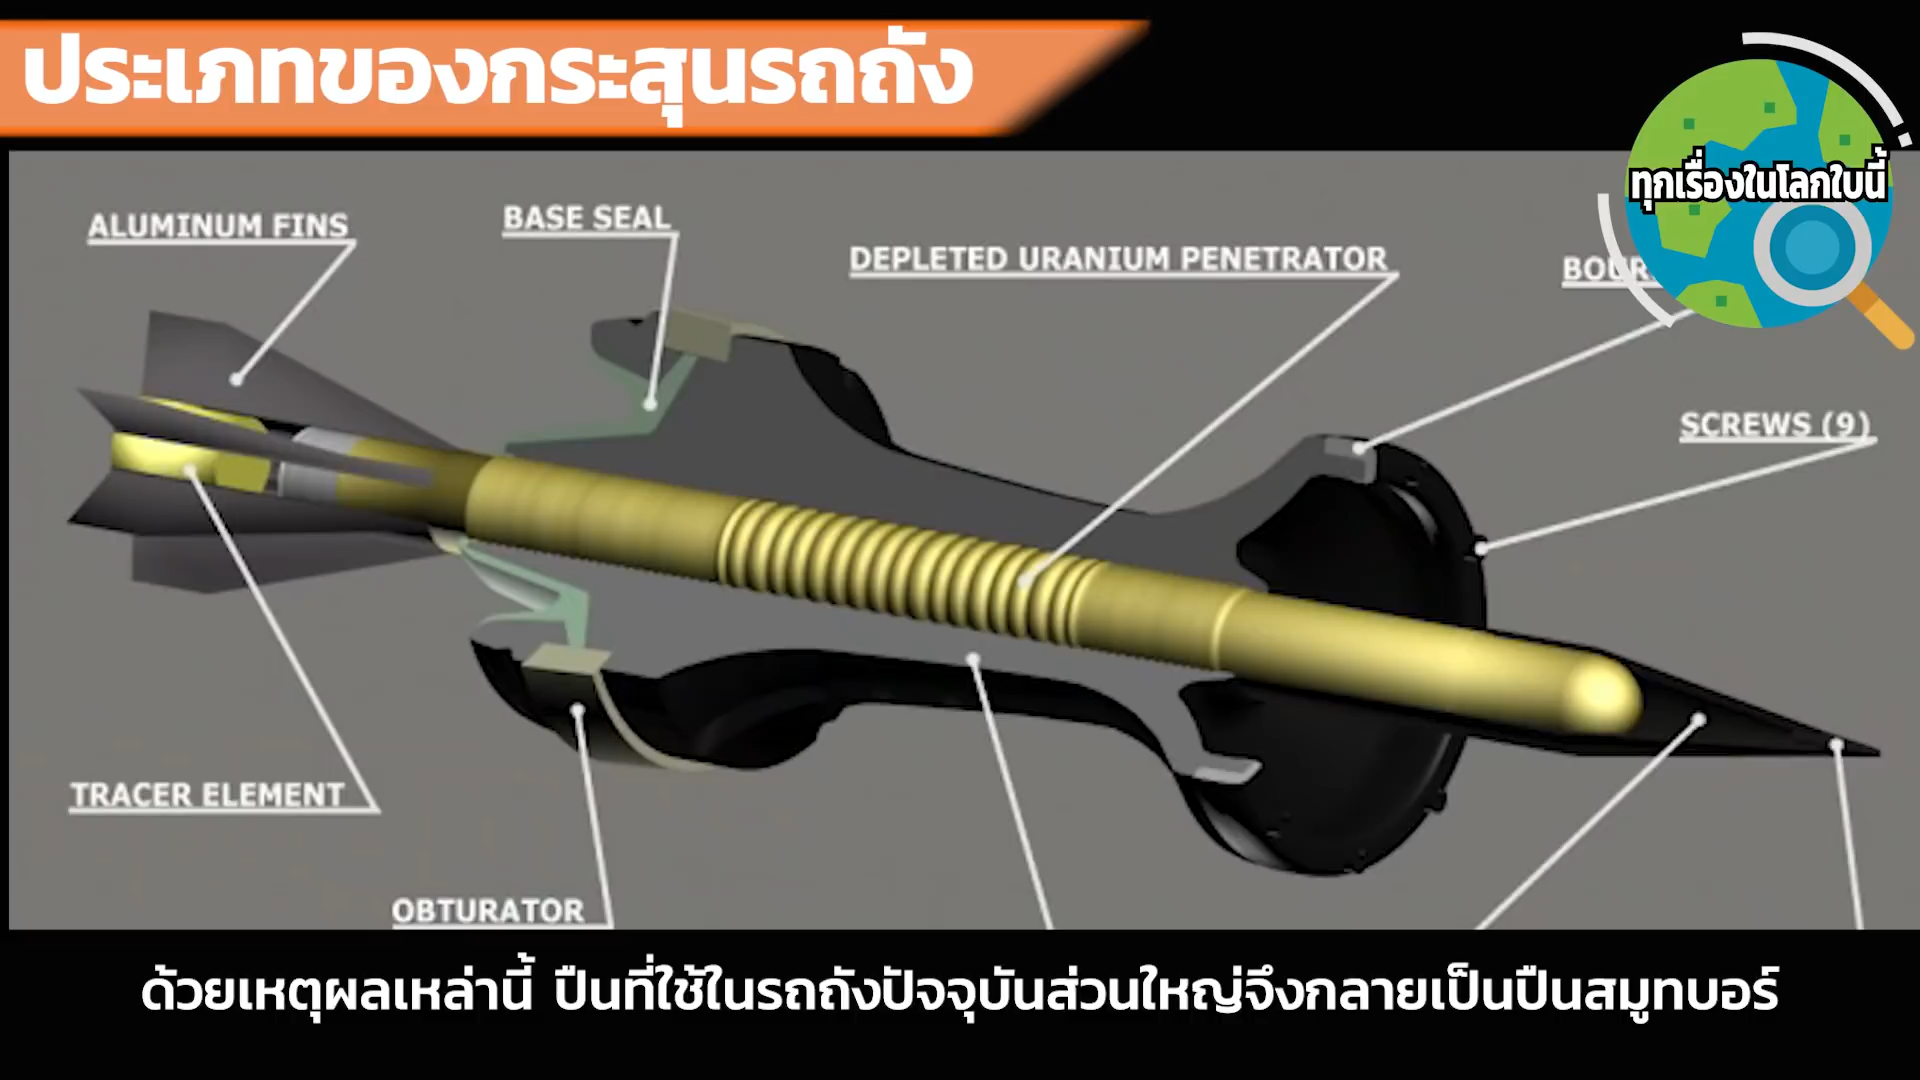 ประเภทของกระสุนรถถัง
ทุกเรื่องในโลกใบนี้
ALUMINUM FINS
BASE SEAL
DEPLETED URANIUM PENETRATOR
SCREWS (9)
TRACER ELEMENT
OBTURATOR
ด้วยเหตุผลเหล่านี้ ปืนที่ใช้ในรถถังปัจจุบันส่วนใหญ่จึงกลายเป็นปืนสมูทบอร์